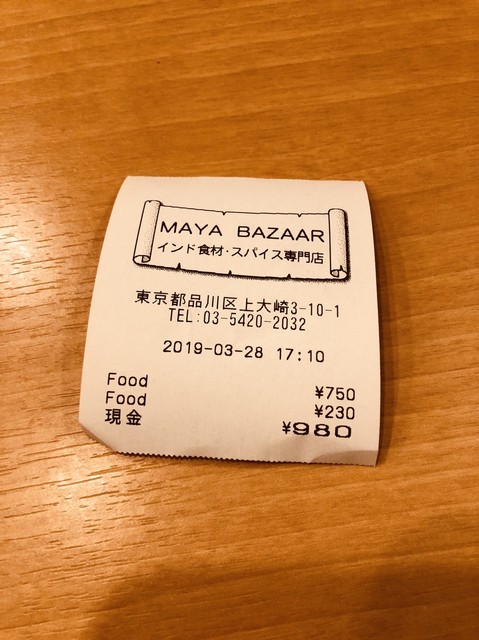 MAYA BAZAAR
インド食材・スパイス専門店
東京都品川区上大崎3-10-1
TEL:03-5420-2032
2019-03-28 17:10
Food ¥750
Food ¥230
現金 ¥980